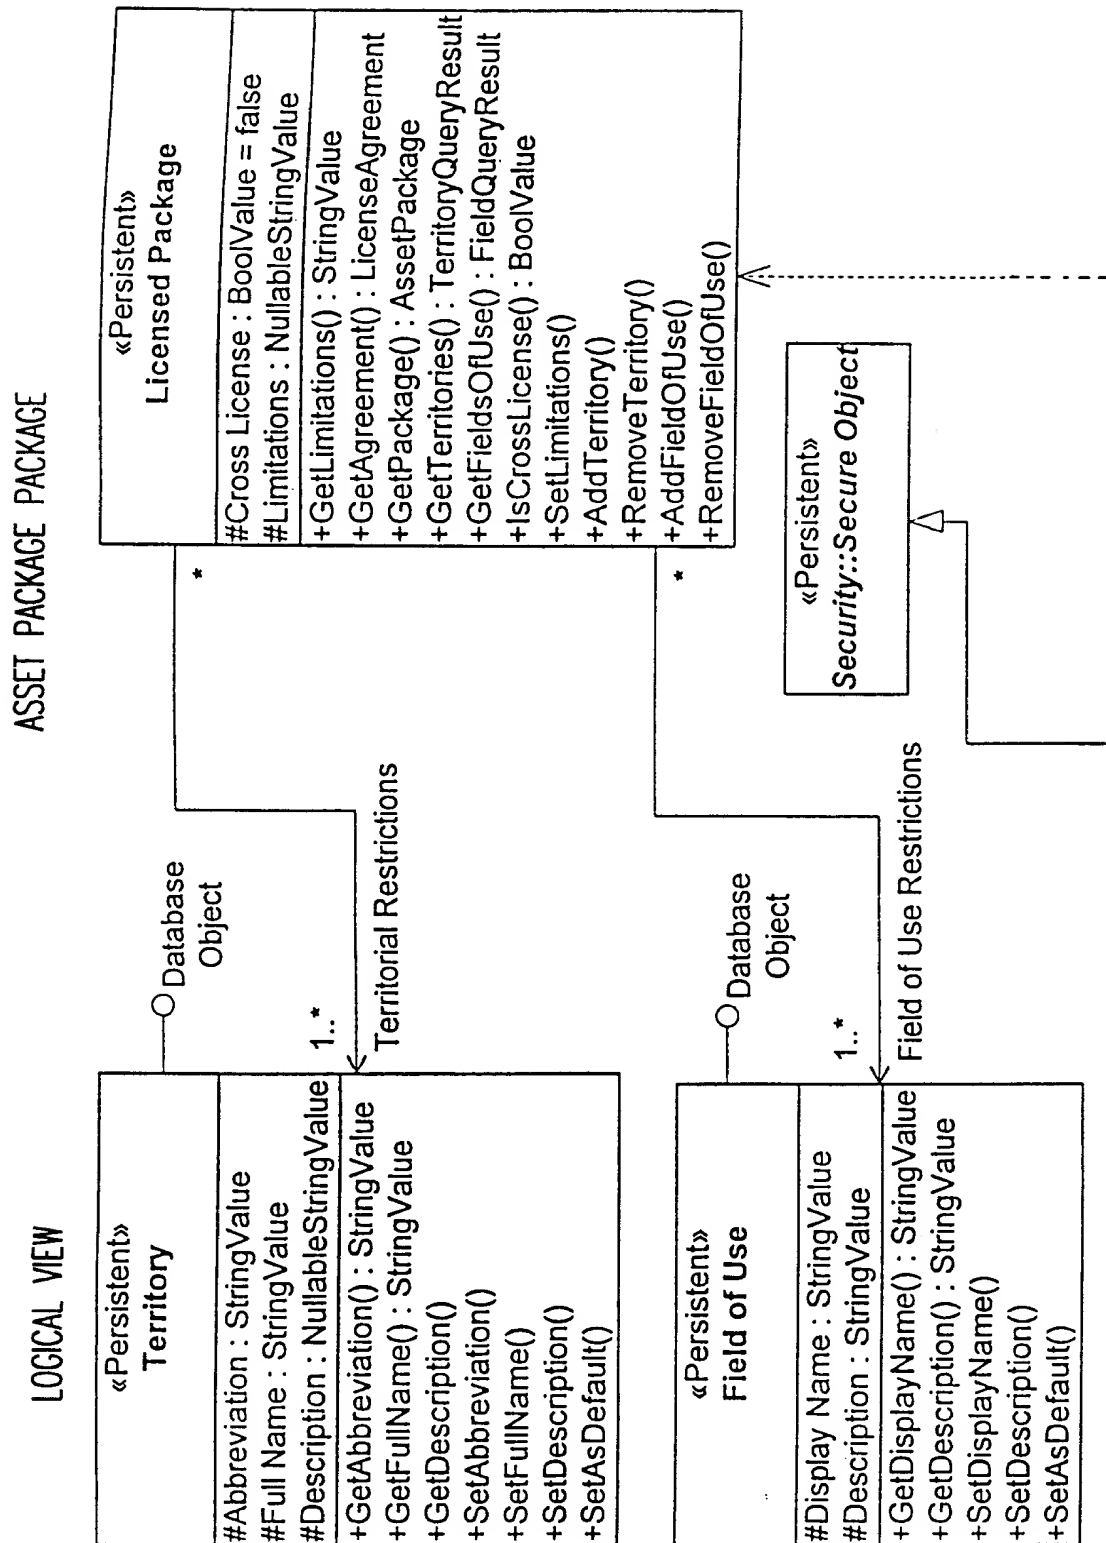 LOGICAL VIEW
ASSET PACKAGE PACKAGE
«Persistent»
Territory
#Abbreviation : StringValue
#Full Name : StringValue
#Description : NullableStringValue
+GetAbbreviation() : StringValue
+GetFullName() : StringValue
+GetDescription()
+SetAbbreviation()
+SetFullName()
+SetDescription()
+SetAsDefault()
Database
Object
1..*
Territorial Restrictions
*
«Persistent»
Licensed Package
#Cross License : BoolValue = false
#Limitations : NullableStringValue
+GetLimitations() : StringValue
+GetAgreement() : LicenseAgreement
+GetPackage() : AssetPackage
+GetTerritories() : TerritoryQueryResult
+GetFieldsOfUse() : FieldQueryResult
+IsCrossLicense() : BoolValue
+SetLimitations()
+AddTerritory()
+RemoveTerritory()
+AddFieldOfUse()
+RemoveFieldOfUse()
«Persistent»
Field of Use
#Display Name : StringValue
#Description : StringValue
+GetDisplayName() : StringValue
+GetDescription() : StringValue
+SetDisplayName()
+SetDescription()
+SetAsDefault()
Database
Object
1..*
Field of Use Restrictions
*
«Persistent»
Security::Secure Object